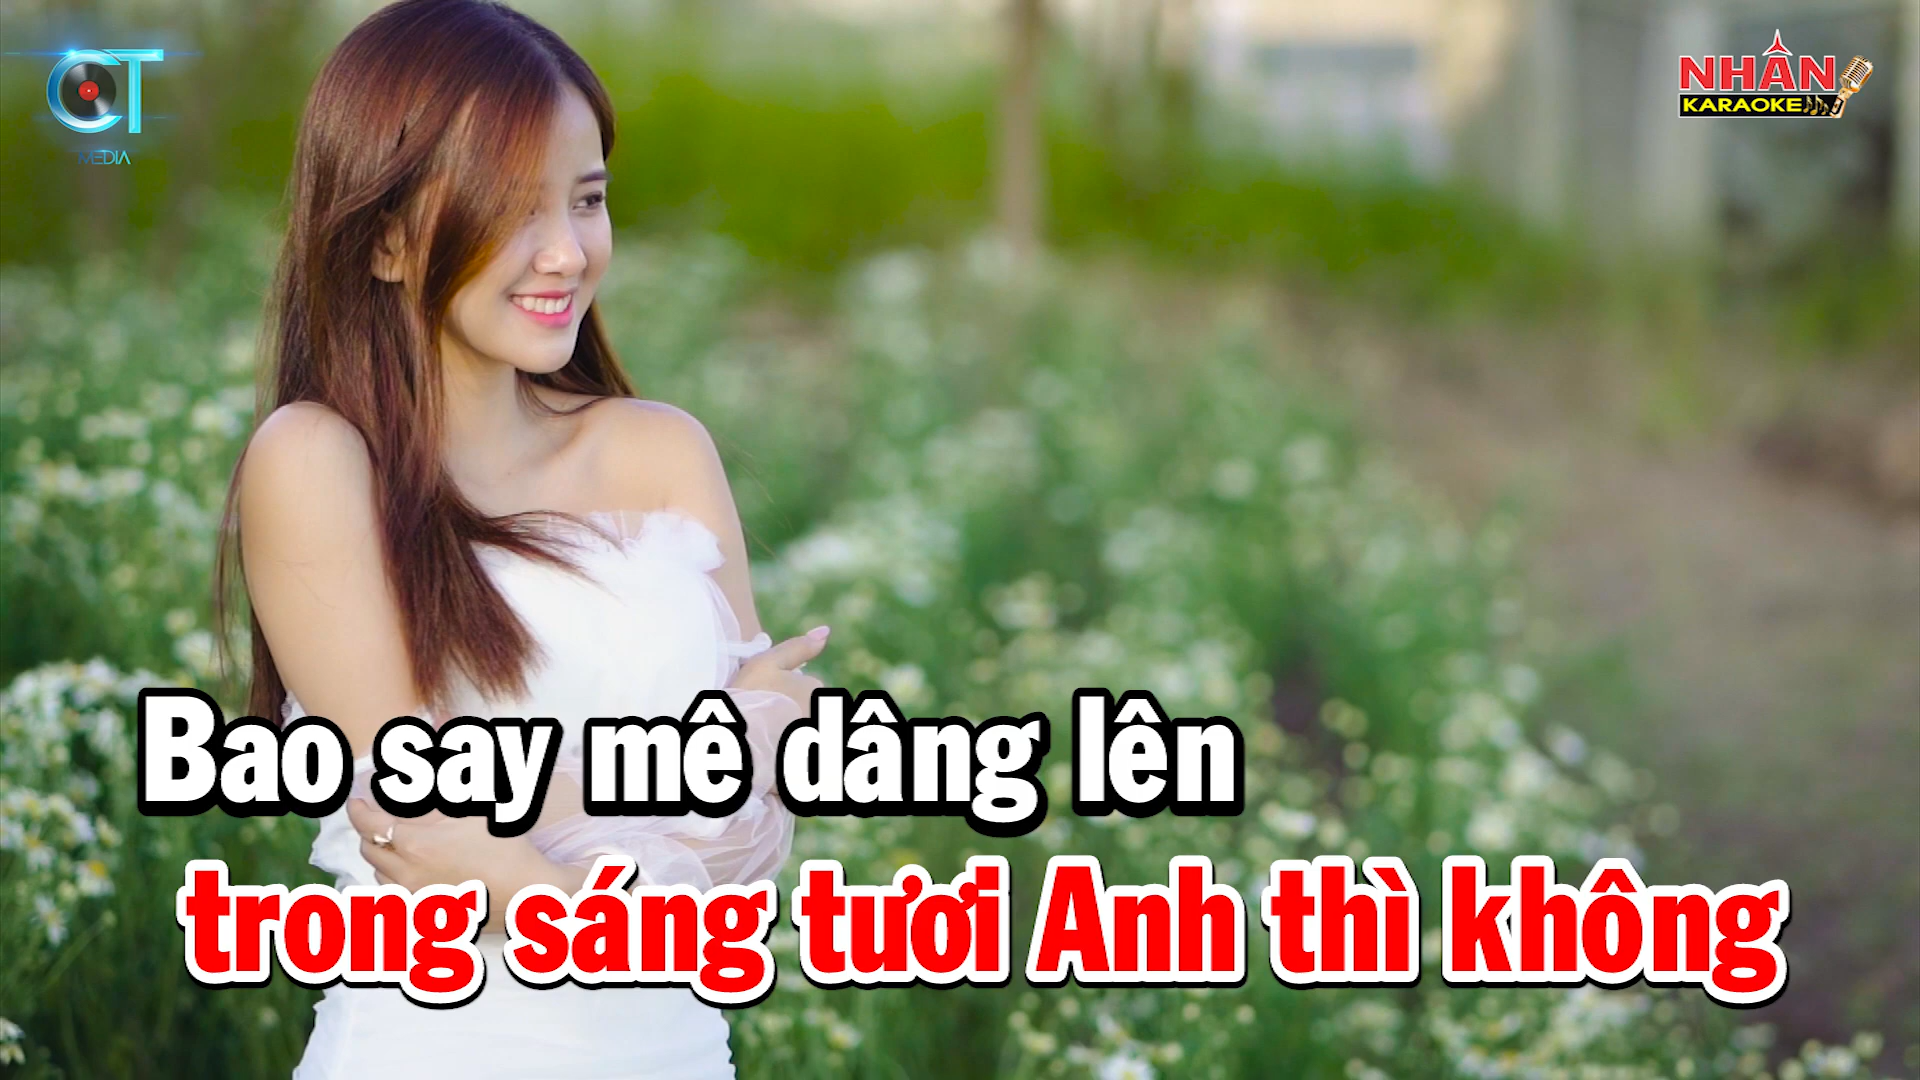 CT
MEDIA
NHÂN
KARAOKE
Bao say mê dâng lên
trong sáng tươi Anh thì không